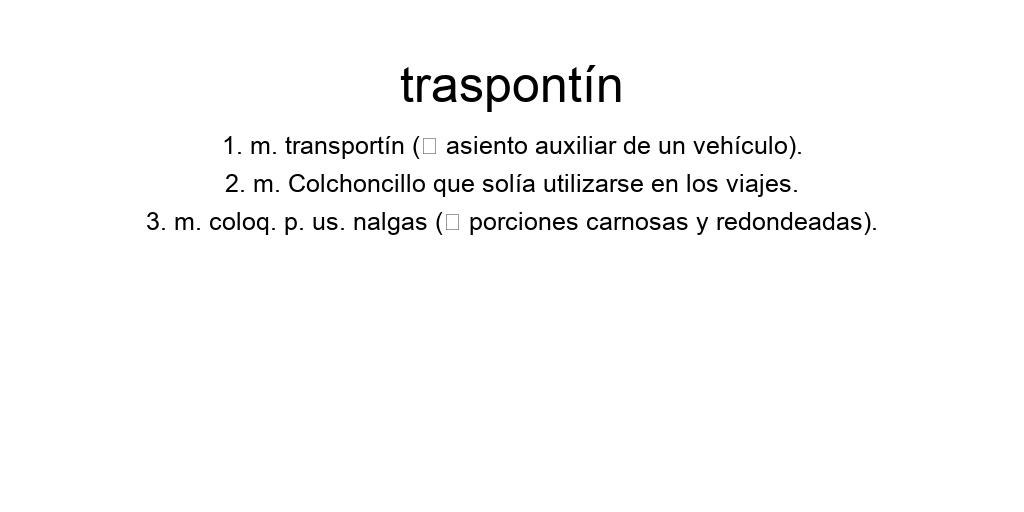 traspontín
1. m. transportín (□ asiento auxiliar de un vehículo).
2. m. Colchoncillo que solía utilizarse en los viajes.
3. m. coloq. p. us. nalgas (□ porciones carnosas y redondeadas).